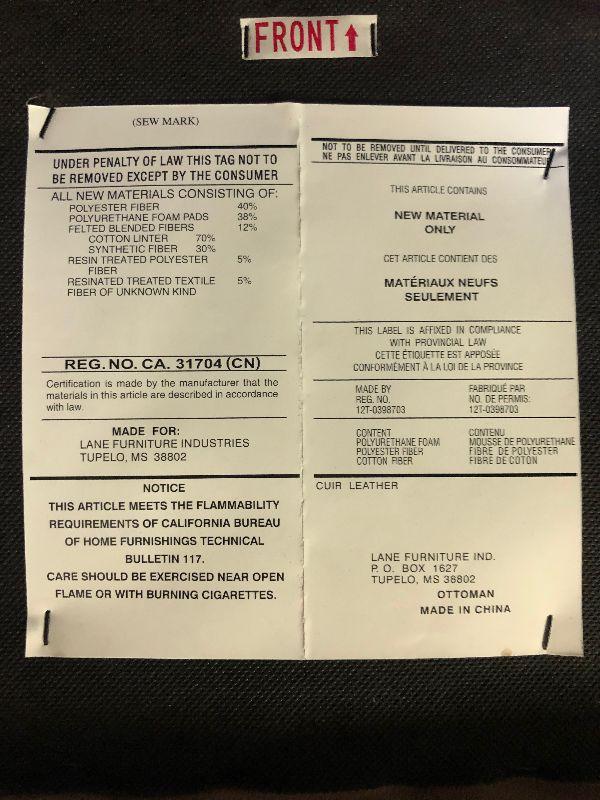 FRONT↑
(SEW MARK)
UNDER PENALTY OF LAW THIS TAG NOT TO
BE REMOVED EXCEPT BY THE CONSUMER
ALL NEW MATERIALS CONSISTING OF:
POLYESTER FIBER 40%
POLYURETHANE FOAM PADS 38%
FELTED BLENDED FIBERS 12%
COTTON LINTER 70%
SYNTHETIC FIBER 30%
RESIN TREATED POLYESTER 5%
FIBER
RESINATED TREATED TEXTILE 5%
FIBER OF UNKNOWN KIND
REG. NO. CA. 31704 (CN)
Certification is made by the manufacturer that the
materials in this article are described in accordance
with law.
MADE FOR:
LANE FURNITURE INDUSTRIES
TUPELO, MS 38802
NOTICE
THIS ARTICLE MEETS THE FLAMMABILITY
REQUIREMENTS OF CALIFORNIA BUREAU
OF HOME FURNISHINGS TECHNICAL
BULLETIN 117.
CARE SHOULD BE EXERCISED NEAR OPEN
FLAME OR WITH BURNING CIGARETTES.
NOT TO BE REMOVED UNTIL DELIVERED TO THE CONSUMER
NE PAS ENLEVER AVANT LA LIVRAISON AU CONSOMMATEUR
THIS ARTICLE CONTAINS
NEW MATERIAL
ONLY
CET ARTICLE CONTIENT DES
MATÉRIAUX NEUFS
SEULEMENT
THIS LABEL IS AFFIXED IN COMPLIANCE
WITH PROVINCIAL LAW
CETTE ÉTIQUETTE EST APPOSÉE
CONFORMÉMENT À LA LOI DE LA PROVINCE
MADE BY FABRIQUÉ PAR
REG. NO. NO. DE PERMIS:
12T-0398703 12T-0398703
CONTENT CONTENU
POLYURETHANE FOAM MOUSSE DE POLYURETHANE
POLYESTER FIBER FIBRE DE POLYESTER
COTTON FIBER FIBRE DE COTON
CUIR LEATHER
LANE FURNITURE IND.
P. O. BOX 1627
TUPELO, MS 38802
OTTOMAN
MADE IN CHINA